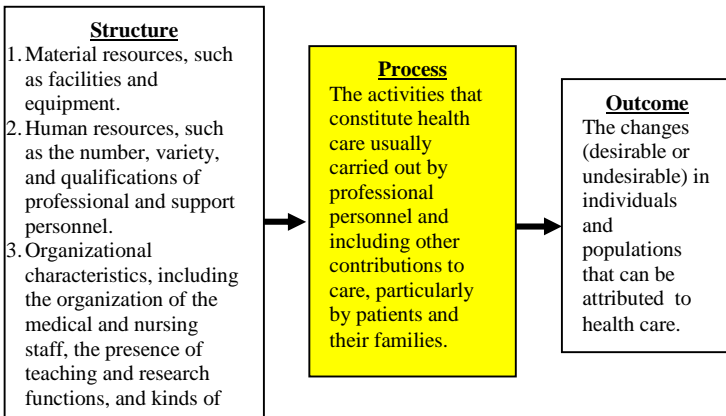 Structure
1. Material resources, such
as facilities and
equipment.
2. Human resources, such
as the number, variety,
and qualifications of
professional and support
personnel.
3. Organizational
characteristics, including
the organization of the
medical and nursing
staff, the presence of
teaching and research
functions, and kinds of
Process
The activities that
constitute health
care usually
carried out by
professional
personnel and
including other
contributions to
care, particularly
by patients and
their families.
Outcome
The changes
(desirable or
undesirable) in
individuals
and
populations
that can be
attributed to
health care.